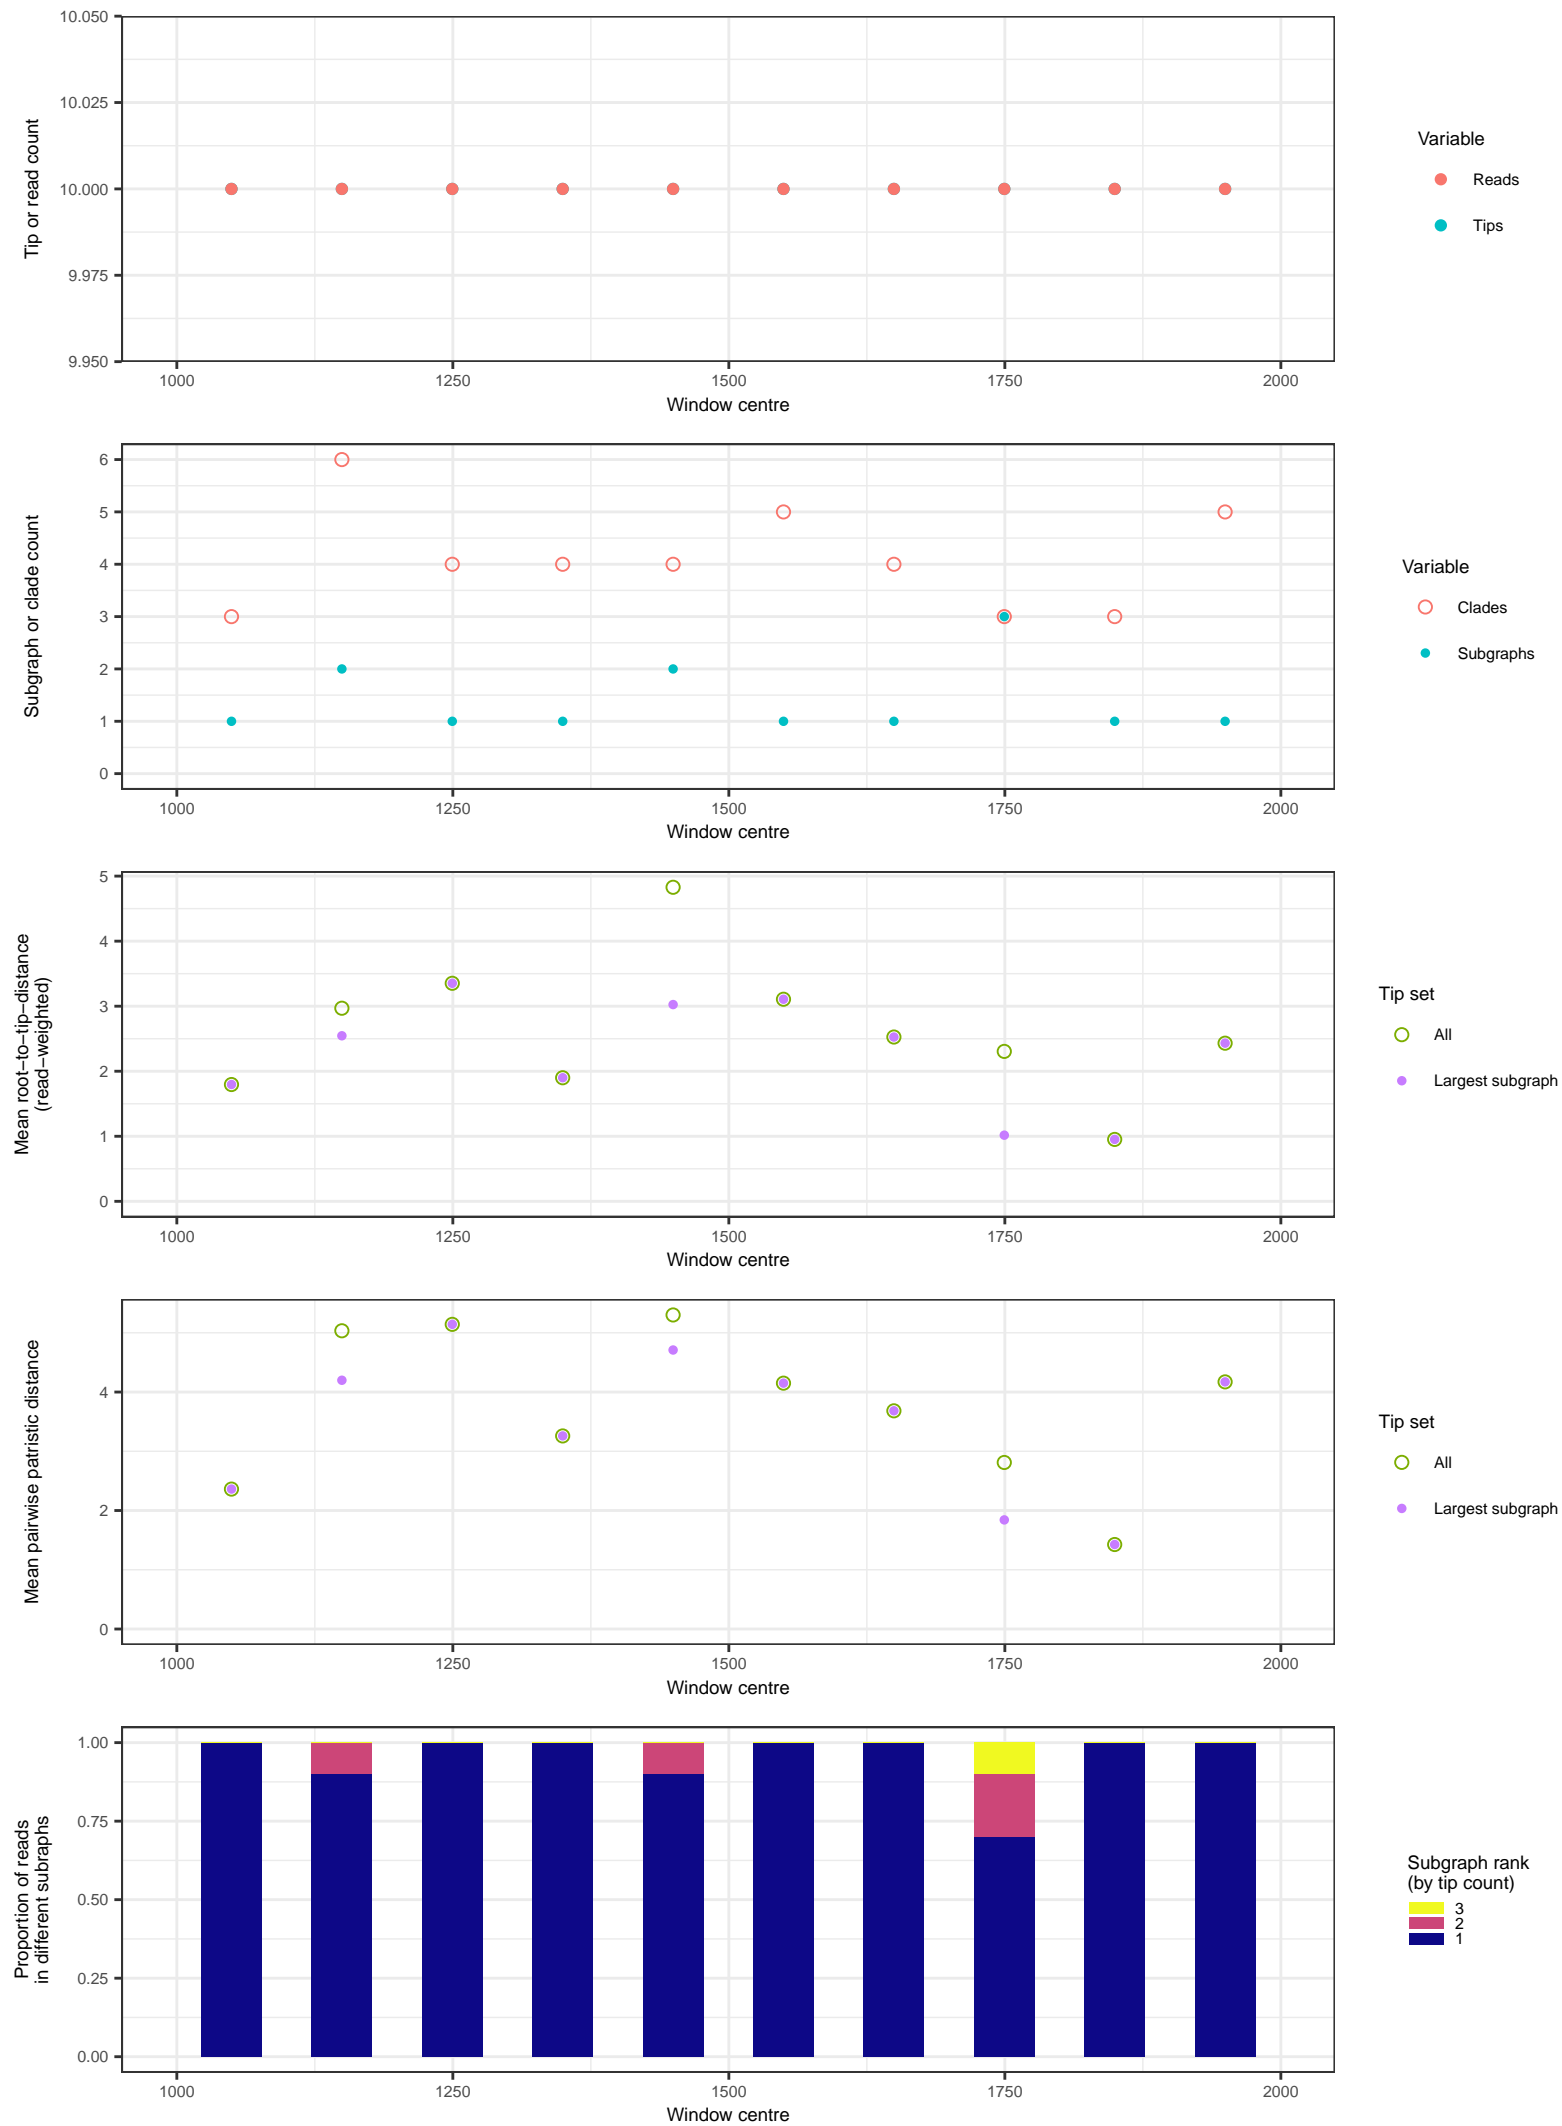 10.050
10.025
10.000
9.975
9.950
Tip or read count
1000 1250 1500 1750 2000
Window centre
Variable
Reads
Tips
6
5
4
3
2
1
0
Subgraph or clade count
1000 1250 1500 1750 2000
Window centre
Variable
Clades
Subgraphs
5
4
3
2
1
0
Mean root−to−tip−distance
(read−weighted)
1000 1250 1500 1750 2000
Window centre
Tip set
All
Largest subgraph
4
2
0
Mean pairwise patristic distance
1000 1250 1500 1750 2000
Window centre
Tip set
All
Largest subgraph
1.00
0.75
0.50
0.25
0.00
Proportion of reads
in different subraphs
1000 1250 1500 1750 2000
Window centre
Subgraph rank
(by tip count)
3
2
1